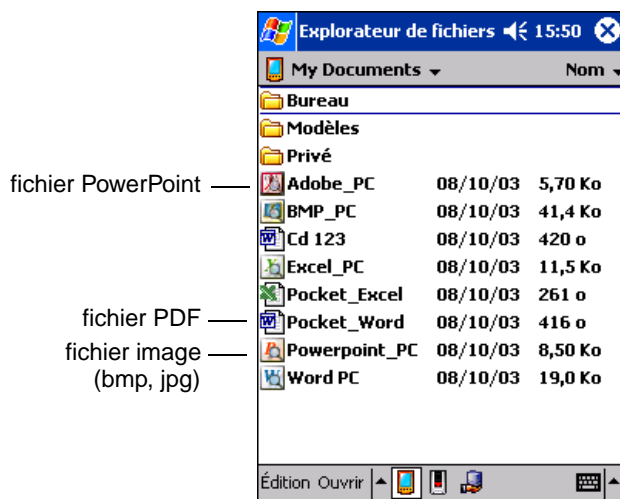 Explorateur de fichiers 15:50
My Documents Nom
Bureau
Modèles
Privé
fichier PowerPoint Adobe_PC 08/10/03 5,70 Ko
BMP_PC 08/10/03 41,4 Ko
Cd 123 08/10/03 420 o
Excel_PC 08/10/03 11,5 Ko
Pocket_Excel 08/10/03 261 o
fichier PDF Pocket_Word 08/10/03 416 o
fichier image Powerpoint_PC 08/10/03 8,50 Ko
(bmp, jpg) Word PC 08/10/03 19,0 Ko
Édition Ouvrir